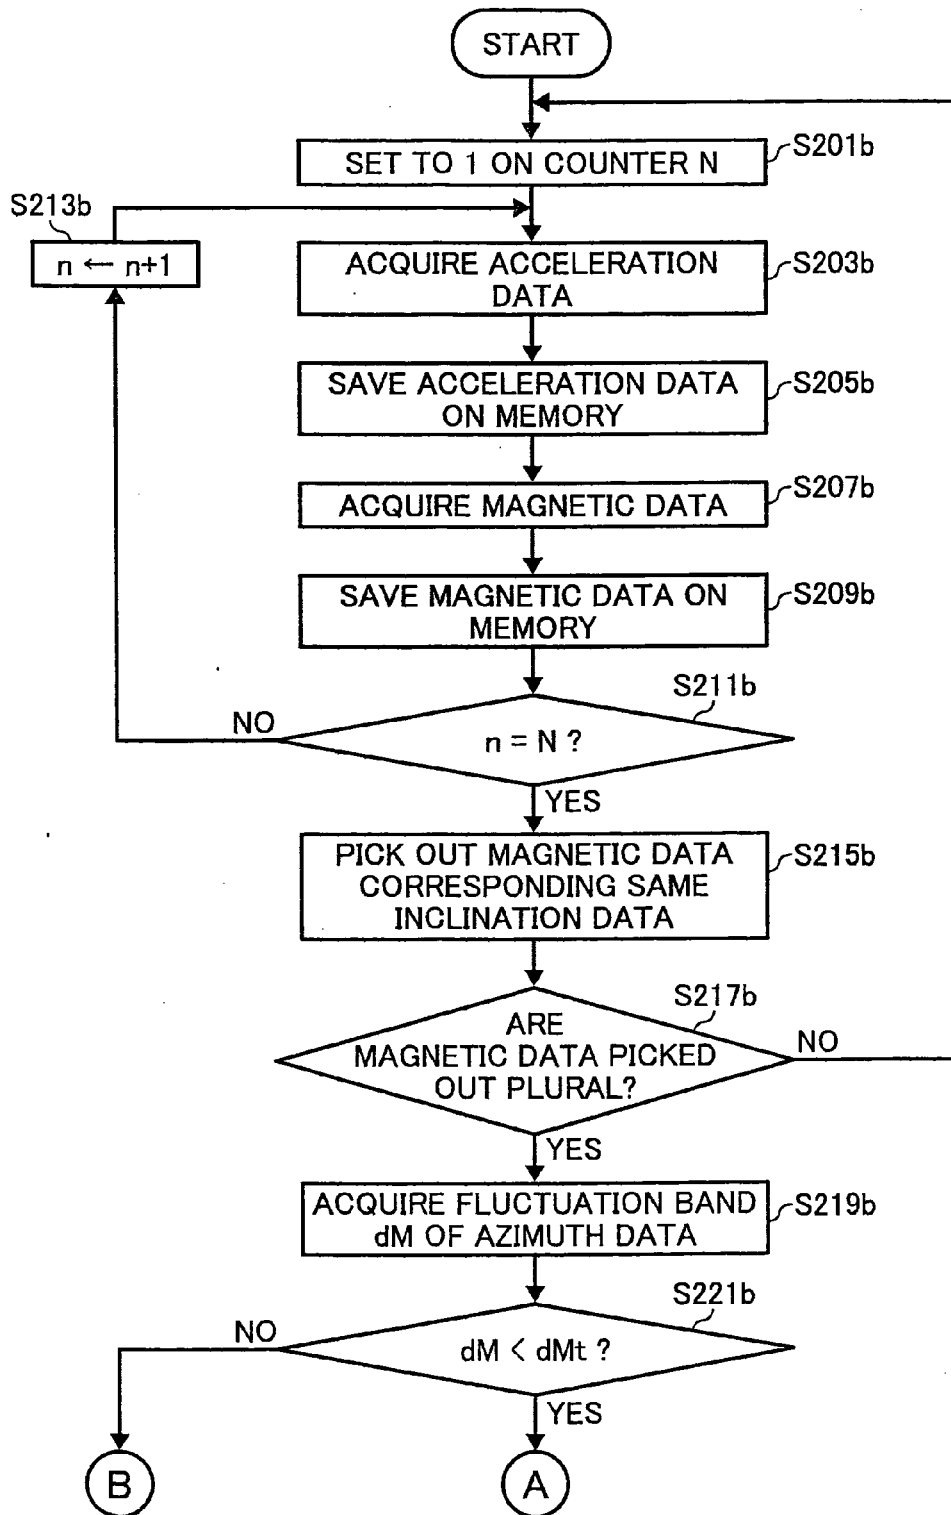 START
SET TO 1 ON COUNTER N
S201b
S213b
n ← n+1
ACQUIRE ACCELERATION
DATA
S203b
SAVE ACCELERATION DATA
ON MEMORY
S205b
ACQUIRE MAGNETIC DATA
S207b
SAVE MAGNETIC DATA ON
MEMORY
S209b
S211b
NO
n = N ?
YES
PICK OUT MAGNETIC DATA
CORRESPONDING SAME
INCLINATION DATA
S215b
S217b
ARE
MAGNETIC DATA PICKED
OUT PLURAL?
NO
YES
ACQUIRE FLUCTUATION BAND
dM OF AZIMUTH DATA
S219b
S221b
NO
dM < dMt ?
YES
B
A